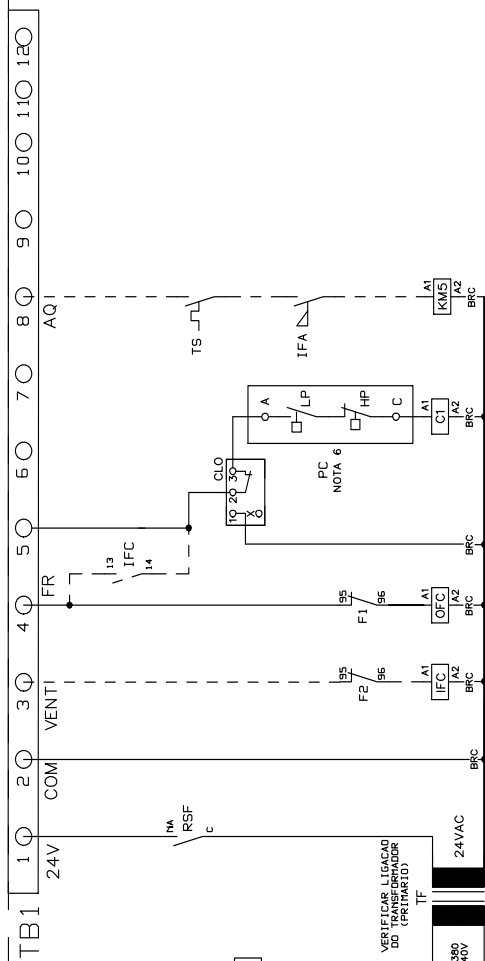 TB1
1 2 3 4 5 6 7 8 9 10 11 12
24V COM VENT FR AQ
NA
RSF
C
13
IFC
14
TS
IFA
CLO
1 2 3
X
A
LP
HP
C
PC
NOTA 6
95
F2
96
95
F1
96
A1
IFC
A2
BRC
A1
OFC
A2
BRC
A1
C1
A2
BRC
A1
KM5
A2
BRC
BRC
BRC
VERIFICAR LIGACAO
DO TRANSFORMADOR
(PRIMARIO)
TF
24VAC
380
40V